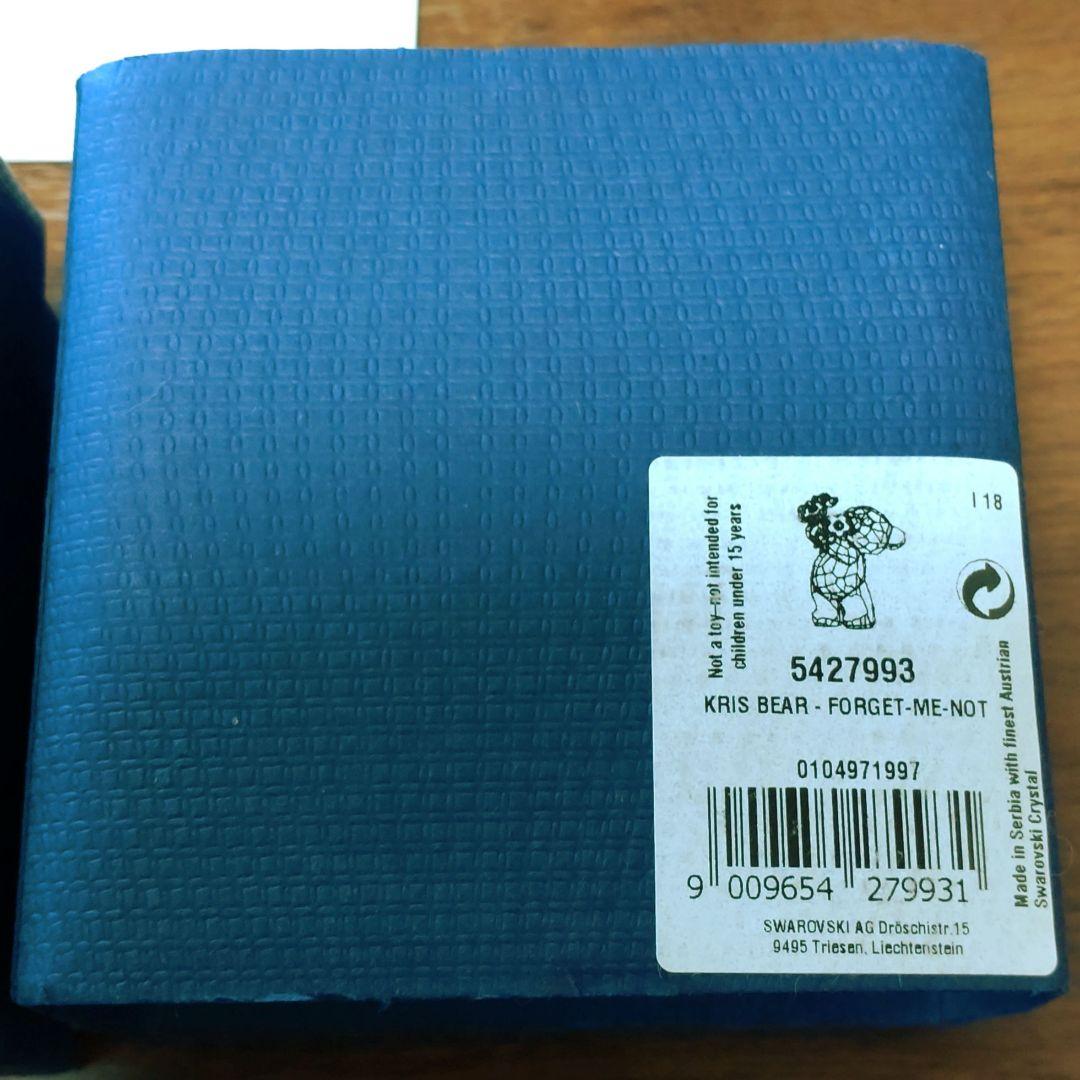 Not a toy-not intended for
children under 15 years
I 18
5427993
KRIS BEAR - FORGET-ME-NOT
0104971997
9 009654 279931
Made in Serbia with finest Austrian
Swarovski Crystal
SWAROVSKI AG Dröschistr.15
9495 Triesen, Liechtenstein